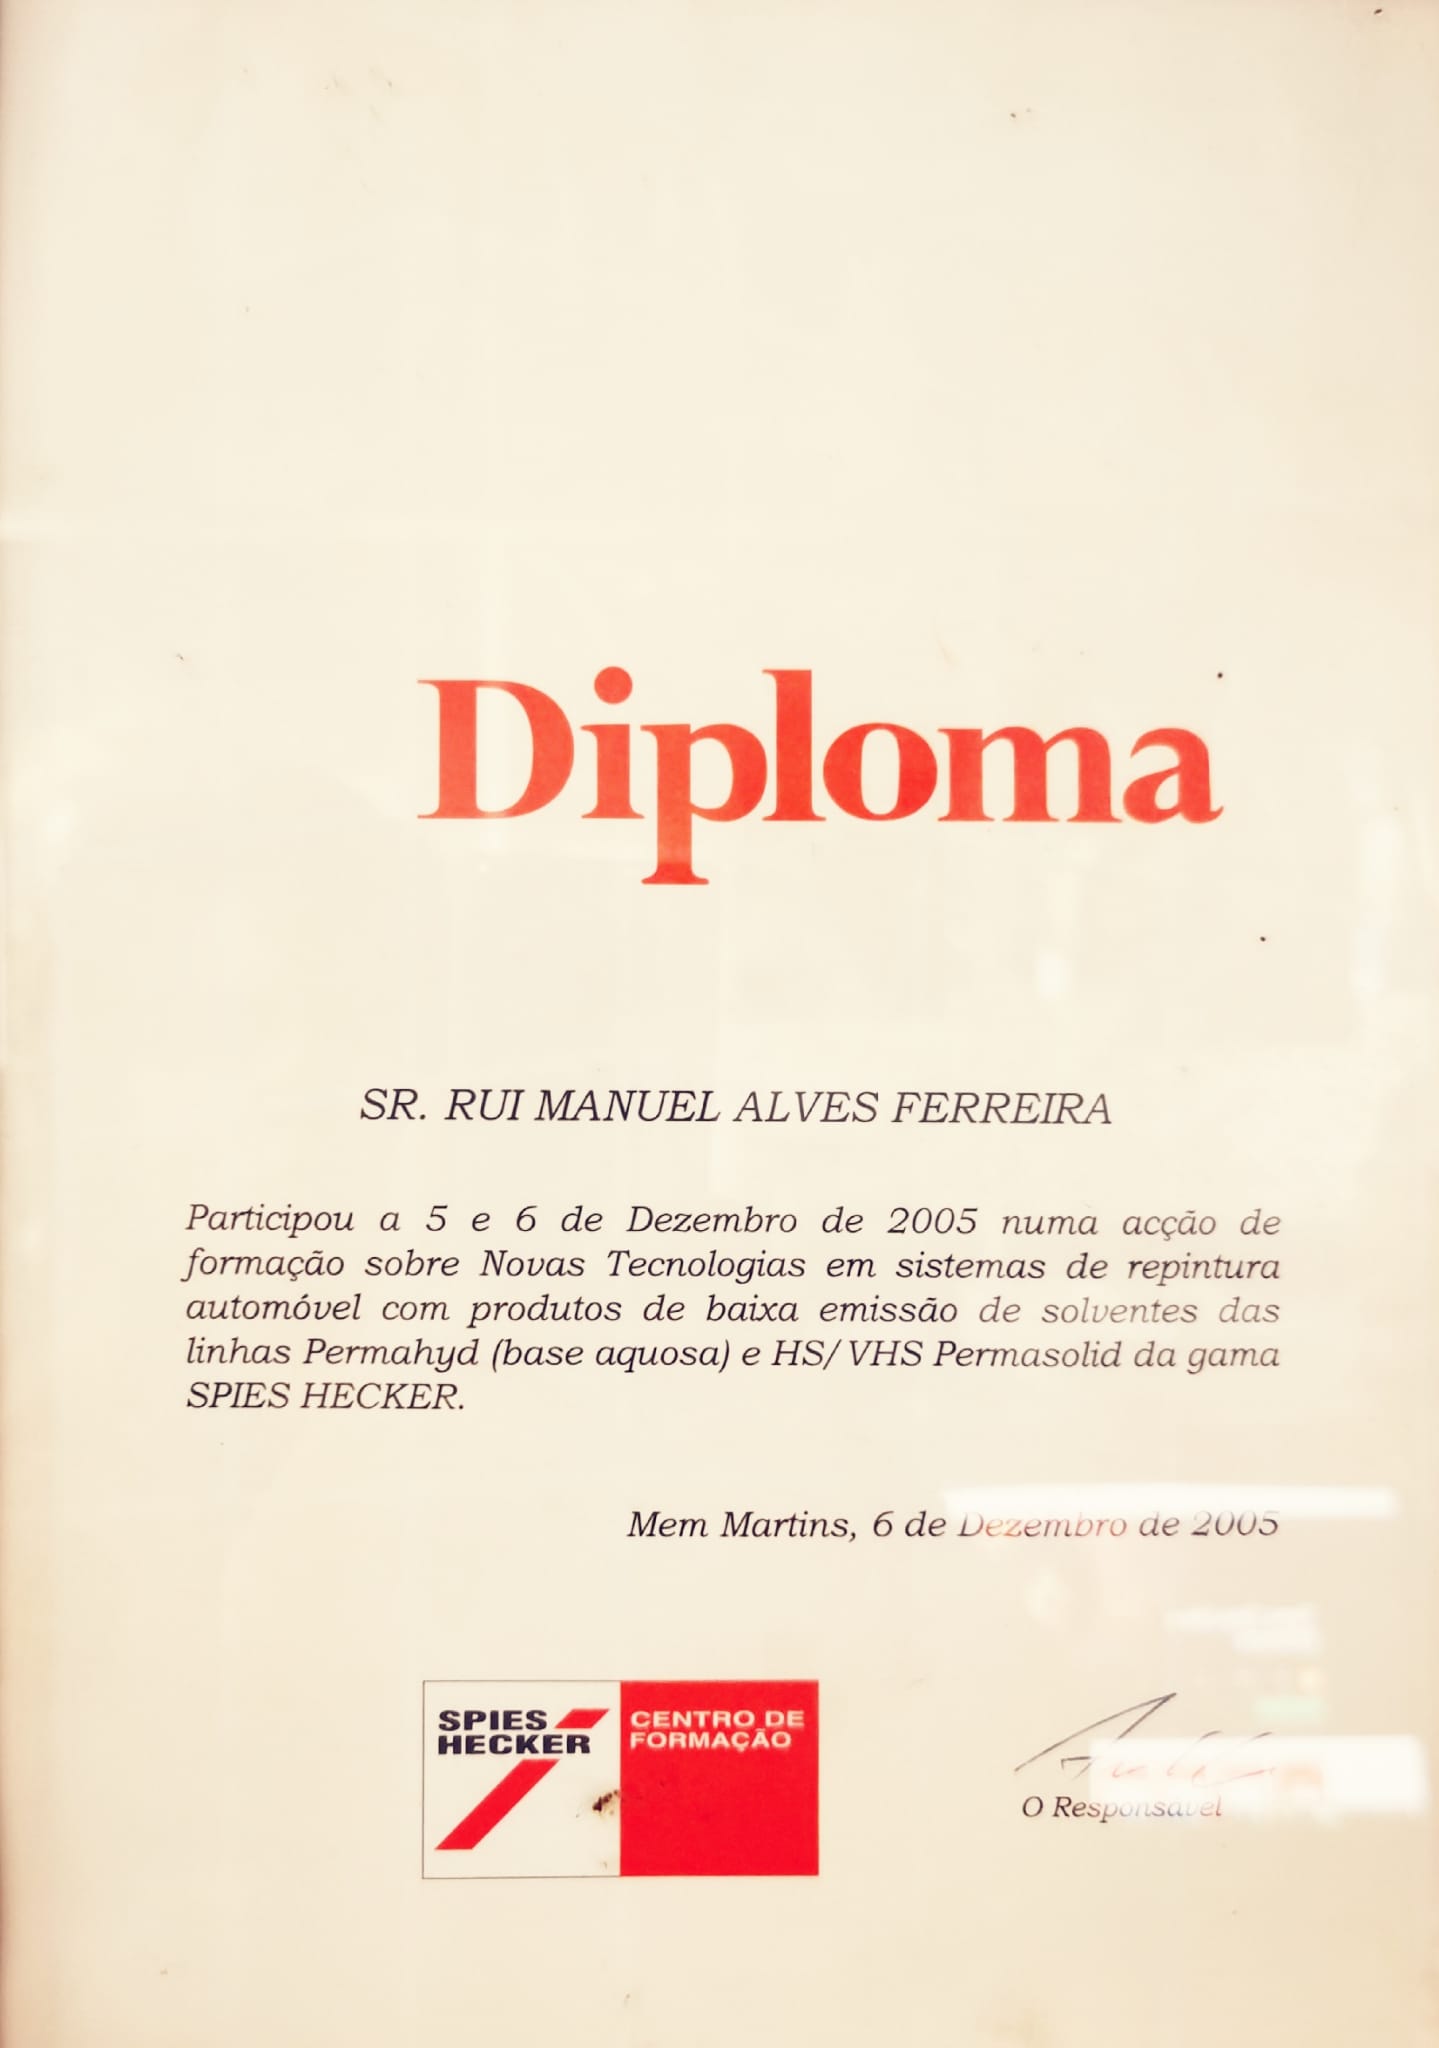 Diploma
SR. RUI MANUEL ALVES FERREIRA
Participou a 5 e 6 de Dezembro de 2005 numa acção de
formação sobre Novas Tecnologias em sistemas de repintura
automóvel com produtos de baixa emissão de solventes das
linhas Permahyd (base aquosa) e HS/VHS Permasolid da gama
SPIES HECKER.
Mem Martins, 6 de Dezembro de 2005
SPIES
HECKER
CENTRO DE
FORMAÇÃO
O Responsável